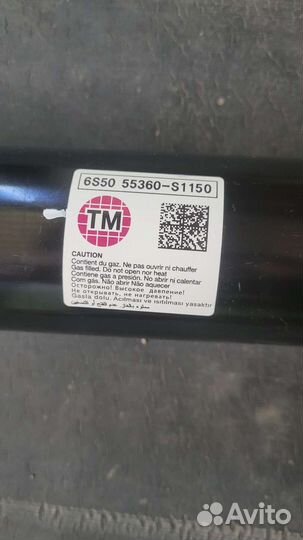 6S50 55360-S1150
TM
CAUTION
Contient du gaz. Ne pas ouvrir ni chauffer
Gas filled. Do not open nor heat
Contiene gas a presión. No abrir ni calentar
Com gás. Não abrir Não aquecer
Осторожно! Высокое давление!
Не открывать, не нагревать!
Gasla dolu. Açılması ve ısıtılması yasaktır
Avito